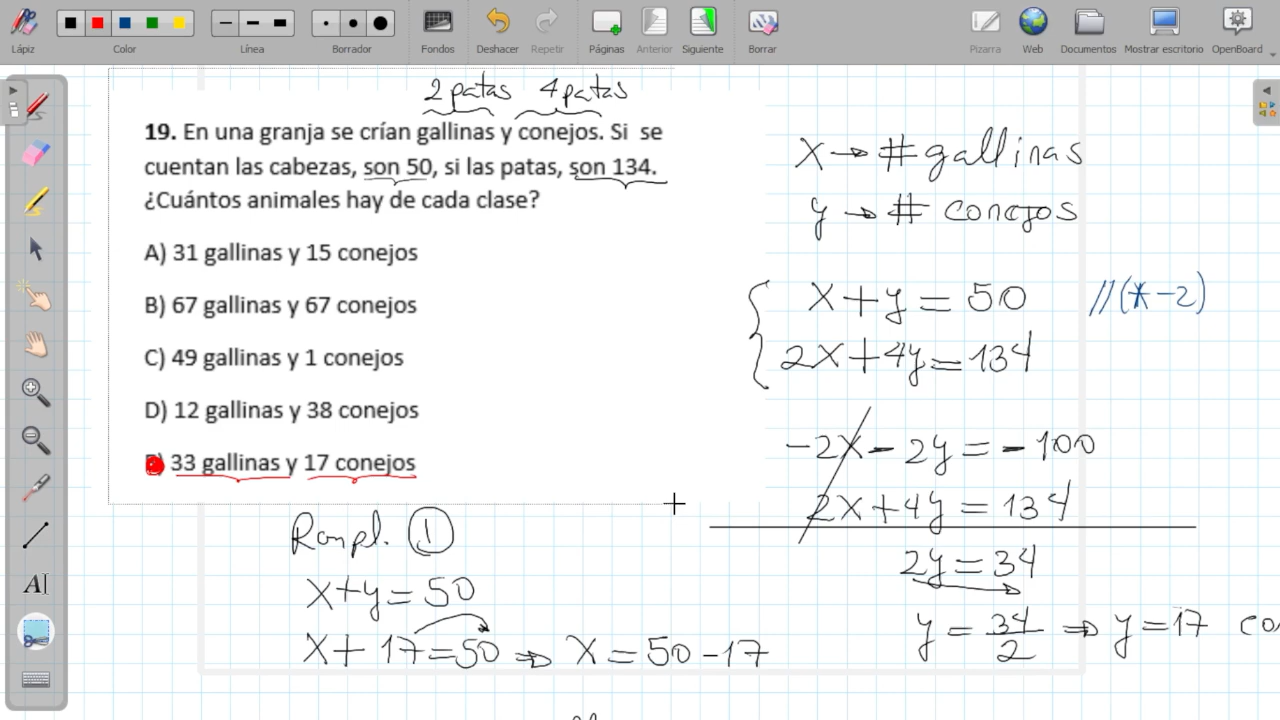 Lápiz Color Línea Borrador Fondos Deshacer Repetir Páginas Anterior Siguiente Borrar Pizarra Web Documentos Mostrar escritorio OpenBoard
2 patas 4 patas
19. En una granja se crían gallinas y conejos. Si se
cuentan las cabezas, son 50, si las patas, son 134.
¿Cuántos animales hay de cada clase?
A) 31 gallinas y 15 conejos
B) 67 gallinas y 67 conejos
C) 49 gallinas y 1 conejos
D) 12 gallinas y 38 conejos
33 gallinas y 17 conejos
x → # gallinas
y → # conejos
x + y = 50 //(* -2)
2x + 4y = 134
-2x - 2y = -100
2x + 4y = 134
2y = 34
y = 34/2 ⇒ y = 17
Rempl. ①
x + y = 50
x + 17 = 50 ⇒ x = 50 - 17
AI